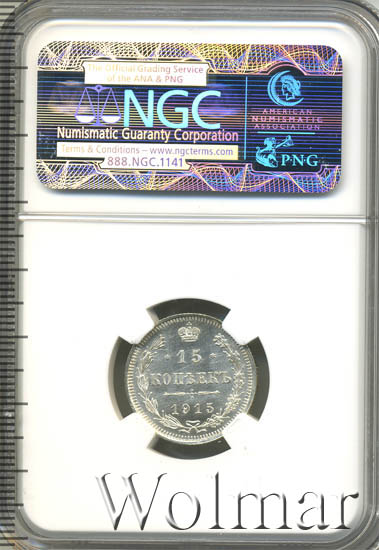 The Official Grading Service
of the ANA & PNG
NGC
Numismatic Guaranty Corporation
Terms & Conditions – www.ngcterms.com
888.NGC.1141
AMERICAN
NUMISMATIC
ASSOCIATION
PNG
15
КОПѢЕКЪ
1915
Wolmar